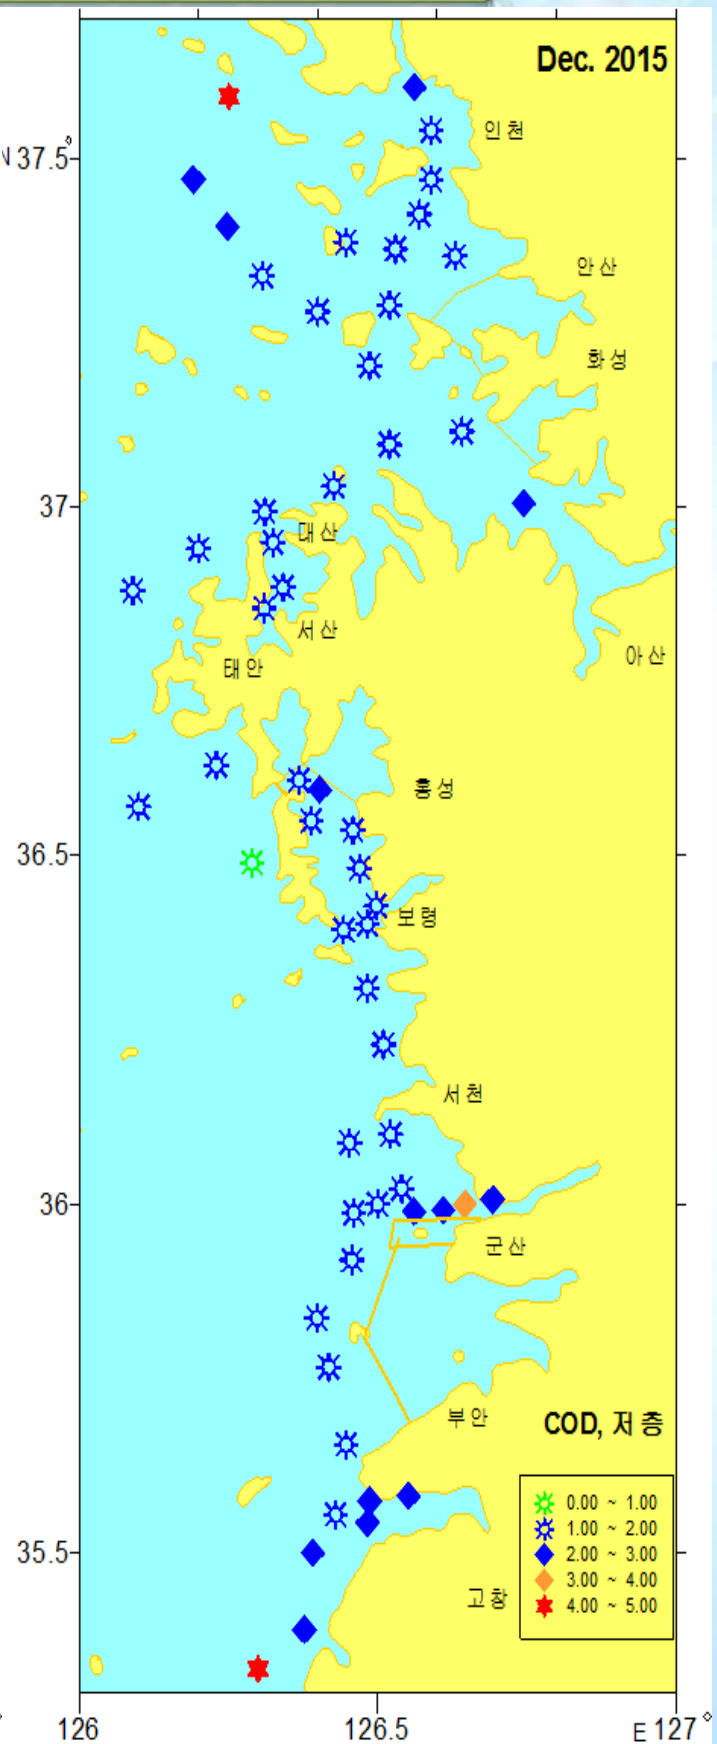 Dec. 2015
인천
N 37.5°
안산
화성
37
대산
서산
아산
태안
홍성
36.5
보령
서천
36
군산
부안
COD, 저층
0.00 ~ 1.00
1.00 ~ 2.00
2.00 ~ 3.00
3.00 ~ 4.00
4.00 ~ 5.00
35.5
고창
126
126.5
E 127°